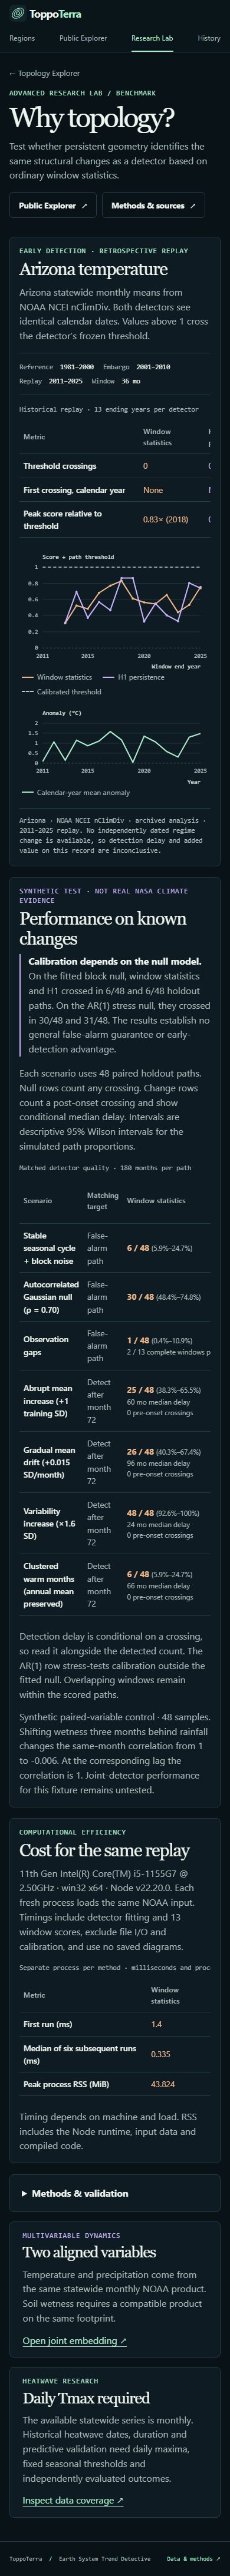 ToppoTerra
Regions Public Explorer Research Lab History
← Topology Explorer
ADVANCED RESEARCH LAB / BENCHMARK
Why topology?
Test whether persistent geometry identifies the
same structural changes as a detector based on
ordinary window statistics.
Public Explorer ↗ Methods & sources ↗
EARLY DETECTION · RETROSPECTIVE REPLAY
Arizona temperature
Arizona statewide monthly means from
NOAA NCEI nClimDiv. Both detectors see
identical calendar dates. Values above 1 cross
the detector's frozen threshold.
Reference 1981–2000 Embargo 2001–2010
Replay 2011–2025 Window 36 mo
Historical replay · 13 ending years per detector
Metric Window
statistics
Threshold crossings 0
First crossing, calendar year None
Peak score relative to
threshold 0.83× (2018)
Score ÷ path threshold
1
0.8
0.6
0.4
0.2
0
2011 2015 2020 2025
Window end year
Window statistics H1 persistence
Calibrated threshold
Anomaly (°C)
2
1.5
1
0.5
0
2011 2015 2020 2025
Year
Calendar-year mean anomaly
Arizona · NOAA NCEI nClimDiv · archived analysis ·
2011–2025 replay. No independently dated regime
change is available, so detection delay and added
value on this record are inconclusive.
SYNTHETIC TEST · NOT REAL NASA CLIMATE
EVIDENCE
Performance on known
changes
Calibration depends on the null model.
On the fitted block null, window statistics
and H1 crossed in 6/48 and 6/48 holdout
paths. On the AR(1) stress null, they crossed
in 30/48 and 31/48. The results establish no
general false-alarm guarantee or early-
detection advantage.
Each scenario uses 48 paired holdout paths.
Null rows count any crossing. Change rows
count a post-onset crossing and show
conditional median delay. Intervals are
descriptive 95% Wilson intervals for the
simulated path proportions.
Matched detector quality · 180 months per path
Scenario Matching
target Window statistics
Stable
seasonal cycle
+ block noise False-
alarm
path 6 / 48 (5.9%–24.7%)
Autocorrelated
Gaussian null
(ρ = 0.70) False-
alarm
path 30 / 48 (48.4%–74.8%)
Observation
gaps False-
alarm
path 1 / 48 (0.4%–10.9%)
2 / 13 complete windows p
Abrupt mean
increase (+1
training SD) Detect
after
month
72 25 / 48 (38.3%–65.5%)
60 mo median delay
0 pre-onset crossings
Gradual mean
drift (+0.015
SD/month) Detect
after
month
72 26 / 48 (40.3%–67.4%)
96 mo median delay
0 pre-onset crossings
Variability
increase (×1.6
SD) Detect
after
month
72 48 / 48 (92.6%–100%)
24 mo median delay
0 pre-onset crossings
Clustered
warm months
(annual mean
preserved) Detect
after
month
72 6 / 48 (5.9%–24.7%)
66 mo median delay
0 pre-onset crossings
Detection delay is conditional on a crossing,
so read it alongside the detected count. The
AR(1) row stress-tests calibration outside the
fitted null. Overlapping windows remain
within the scored paths.
Synthetic paired-variable control · 48 samples.
Shifting wetness three months behind rainfall
changes the same-month correlation from 1
to -0.006. At the corresponding lag the
correlation is 1. Joint-detector performance
for this fixture remains untested.
COMPUTATIONAL EFFICIENCY
Cost for the same replay
11th Gen Intel(R) Core(TM) i5-1155G7 @
2.50GHz · win32 x64 · Node v22.20.0. Each
fresh process loads the same NOAA input.
Timings include detector fitting and 13
window scores, exclude file I/O and
calibration, and use no saved diagrams.
Separate process per method · milliseconds and proc
Metric Window
statistics
First run (ms) 1.4
Median of six subsequent runs
(ms) 0.335
Peak process RSS (MiB) 43.824
Timing depends on machine and load. RSS
includes the Node runtime, input data and
compiled code.
▶ Methods & validation
MULTIVARIABLE DYNAMICS
Two aligned variables
Temperature and precipitation come from
the same statewide monthly NOAA product.
Soil wetness requires a compatible product
on the same footprint.
Open joint embedding ↗
HEATWAVE RESEARCH
Daily Tmax required
The available statewide series is monthly.
Historical heatwave dates, duration and
predictive validation need daily maxima,
fixed seasonal thresholds and
independently evaluated outcomes.
Inspect data coverage ↗
ToppoTerra / Earth System Trend Detective Data & methods ↗